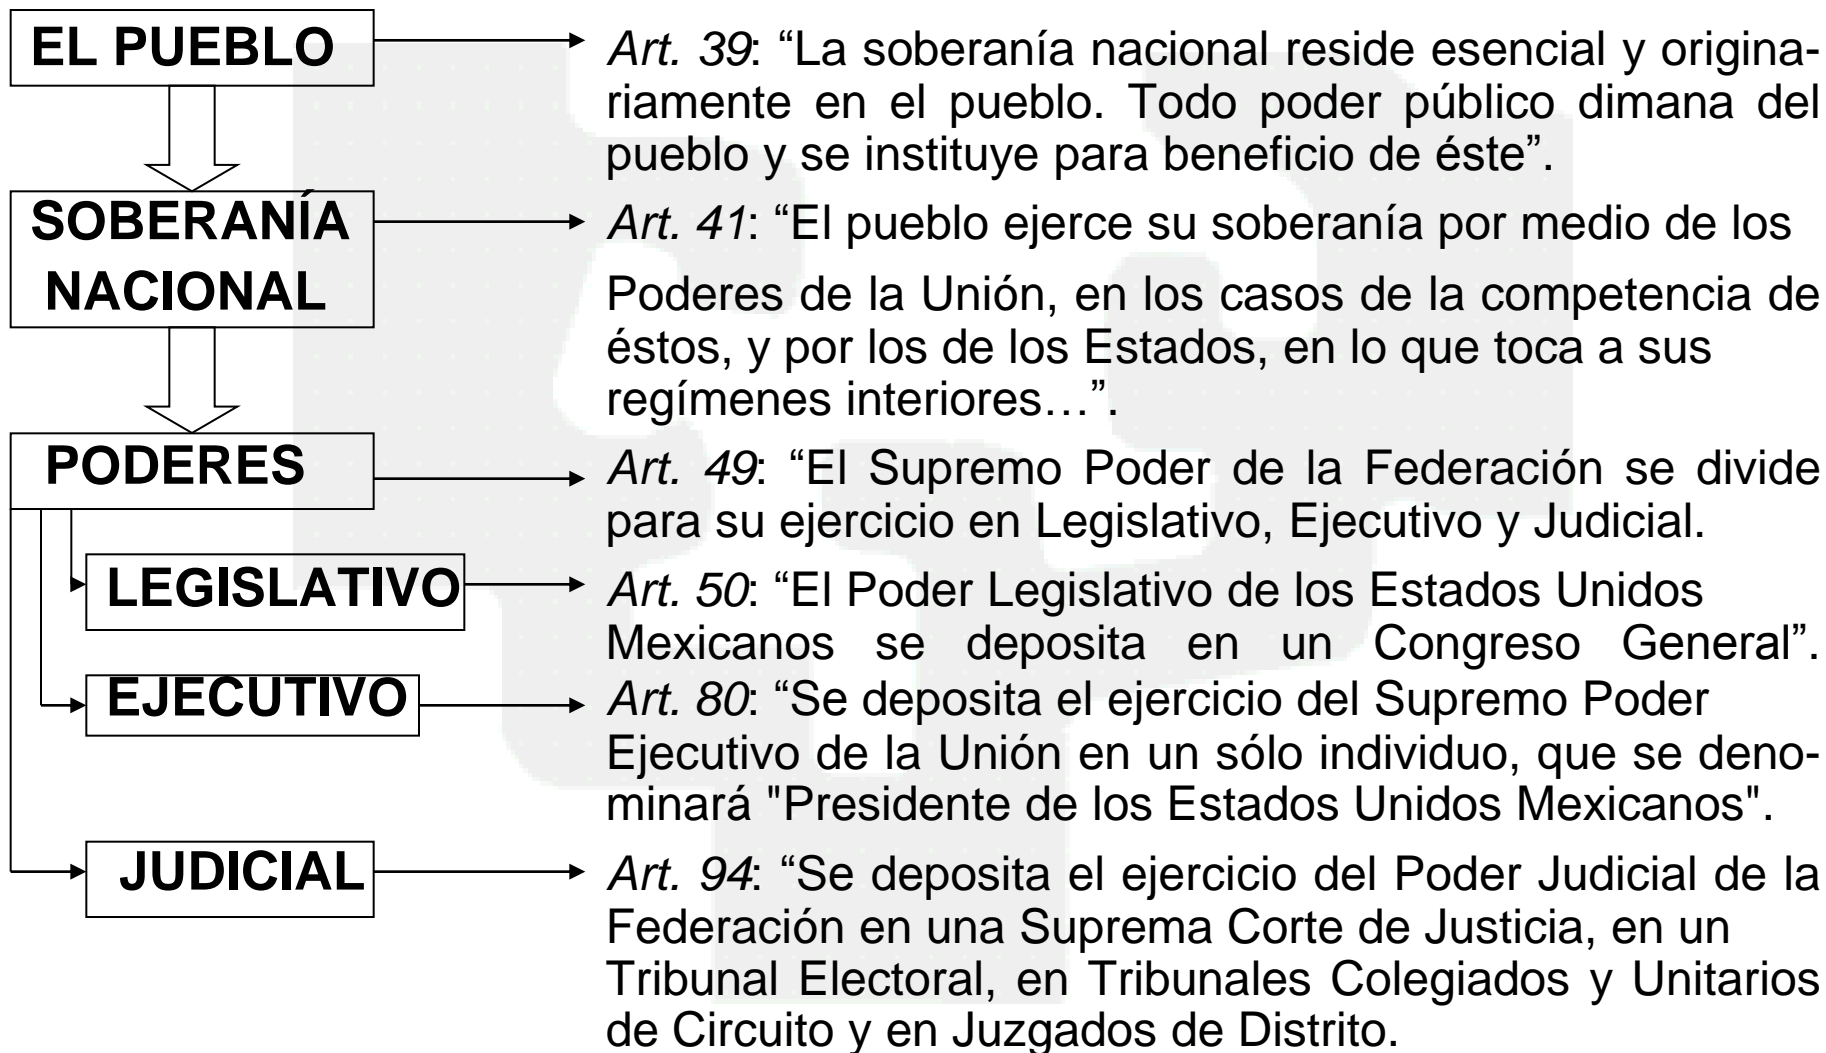 EL PUEBLO
Art. 39: “La soberanía nacional reside esencial y origina-
riamente en el pueblo. Todo poder público dimana del
pueblo y se instituye para beneficio de éste”.
SOBERANÍA
NACIONAL
Art. 41: “El pueblo ejerce su soberanía por medio de los
Poderes de la Unión, en los casos de la competencia de
éstos, y por los de los Estados, en lo que toca a sus
regímenes interiores…”.
PODERES
Art. 49: “El Supremo Poder de la Federación se divide
para su ejercicio en Legislativo, Ejecutivo y Judicial.
LEGISLATIVO
Art. 50: “El Poder Legislativo de los Estados Unidos
Mexicanos se deposita en un Congreso General”.
EJECUTIVO
Art. 80: “Se deposita el ejercicio del Supremo Poder
Ejecutivo de la Unión en un sólo individuo, que se deno-
minará "Presidente de los Estados Unidos Mexicanos".
JUDICIAL
Art. 94: “Se deposita el ejercicio del Poder Judicial de la
Federación en una Suprema Corte de Justicia, en un
Tribunal Electoral, en Tribunales Colegiados y Unitarios
de Circuito y en Juzgados de Distrito.